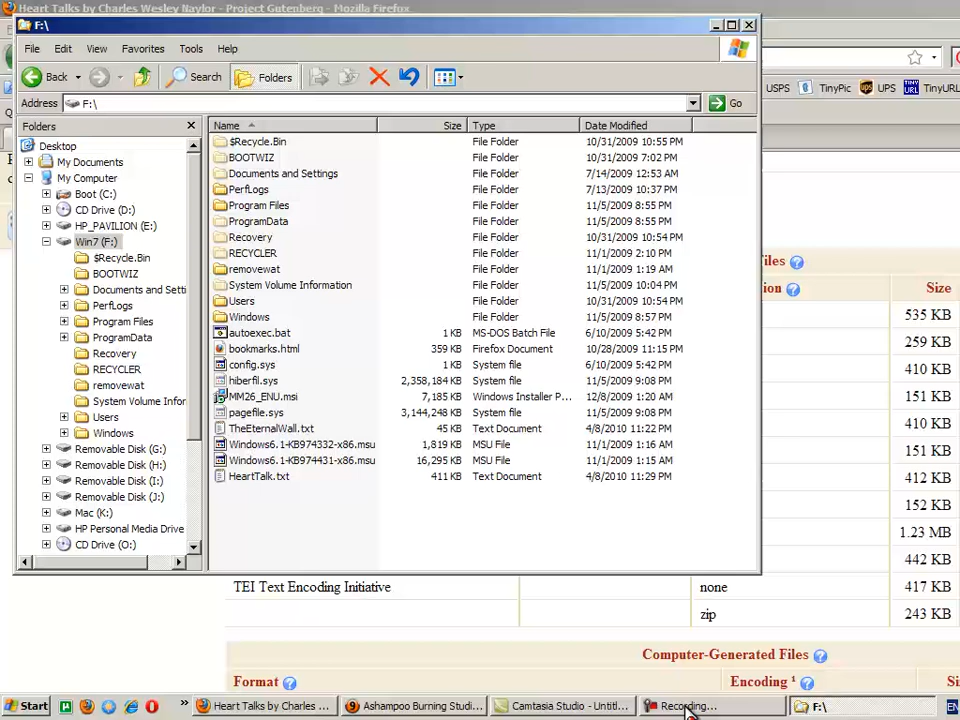 Heart Talks by Charles Wesley Naylor - Project Gutenberg - Mozilla Firefox
F:\
File Edit View Favorites Tools Help
Back Search Folders
Address F:\ Go
USPS TinyPic UPS TinyURL
Folders
Desktop
My Documents
My Computer
Boot (C:)
CD Drive (D:)
HP_PAVILION (E:)
Win7 (F:)
$Recycle.Bin
BOOTWIZ
Documents and Setti
PerfLogs
Program Files
ProgramData
Recovery
RECYCLER
removewat
System Volume Infor
Users
Windows
Removable Disk (G:)
Removable Disk (H:)
Removable Disk (I:)
Removable Disk (J:)
Mac (K:)
HP Personal Media Drive
CD Drive (O:)
Name Size Type Date Modified
$Recycle.Bin File Folder 10/31/2009 10:55 PM
BOOTWIZ File Folder 10/31/2009 7:02 PM
Documents and Settings File Folder 7/14/2009 12:53 AM
PerfLogs File Folder 7/13/2009 10:37 PM
Program Files File Folder 11/5/2009 8:55 PM
ProgramData File Folder 11/5/2009 8:55 PM
Recovery File Folder 10/31/2009 10:54 PM
RECYCLER File Folder 11/1/2009 2:10 PM
removewat File Folder 11/1/2009 1:19 AM
System Volume Information File Folder 11/5/2009 10:04 PM
Users File Folder 10/31/2009 10:54 PM
Windows File Folder 11/5/2009 8:57 PM
autoexec.bat 1 KB MS-DOS Batch File 6/10/2009 5:42 PM
bookmarks.html 359 KB Firefox Document 10/28/2009 11:15 PM
config.sys 1 KB System file 6/10/2009 5:42 PM
hiberfil.sys 2,358,184 KB System file 11/5/2009 9:08 PM
MM26_ENU.msi 7,185 KB Windows Installer P... 12/8/2009 1:20 AM
pagefile.sys 3,144,248 KB System file 11/5/2009 9:08 PM
TheEternalWall.txt 45 KB Text Document 4/8/2010 11:22 PM
Windows6.1-KB974332-x86.msu 1,819 KB MSU File 11/1/2009 1:16 AM
Windows6.1-KB974431-x86.msu 16,295 KB MSU File 11/1/2009 1:15 AM
HeartTalk.txt 411 KB Text Document 4/8/2010 11:29 PM
iles
ion Size
535 KB
259 KB
410 KB
151 KB
410 KB
151 KB
412 KB
152 KB
1.23 MB
442 KB
TEI Text Encoding Initiative none 417 KB
zip 243 KB
Computer-Generated Files
Format Encoding ¹ Si
Start Heart Talks by Charles ... Ashampoo Burning Studi... Camtasia Studio - Untitl... Recording... F:\ EN